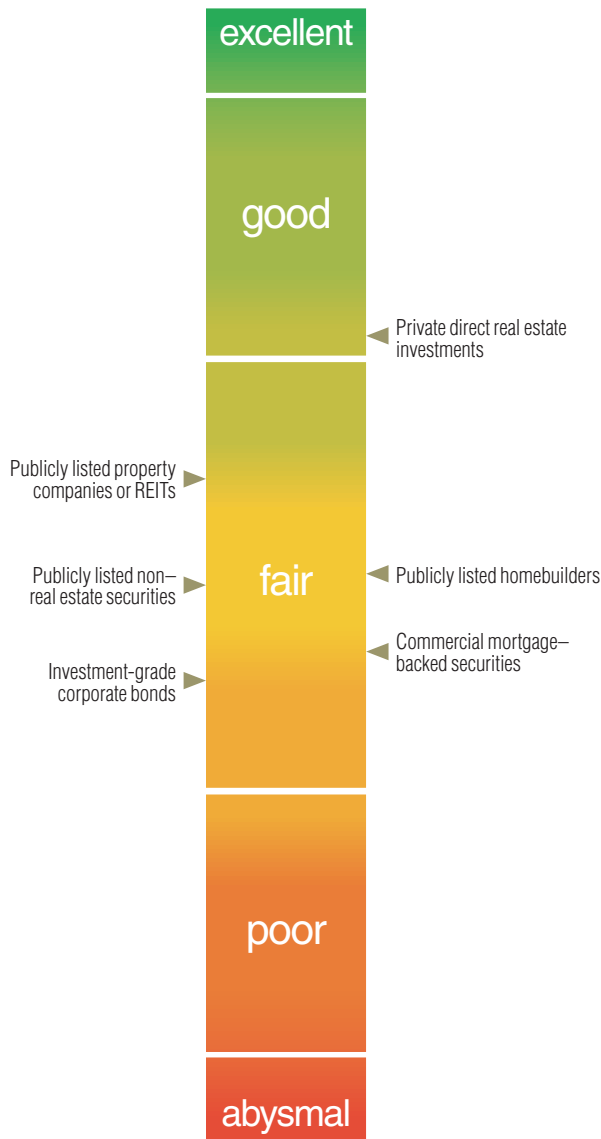 excellent
good
Private direct real estate
investments
Publicly listed property
companies or REITs
Publicly listed non–
real estate securities
fair
Publicly listed homebuilders
Commercial mortgage–
backed securities
Investment-grade
corporate bonds
poor
abysmal